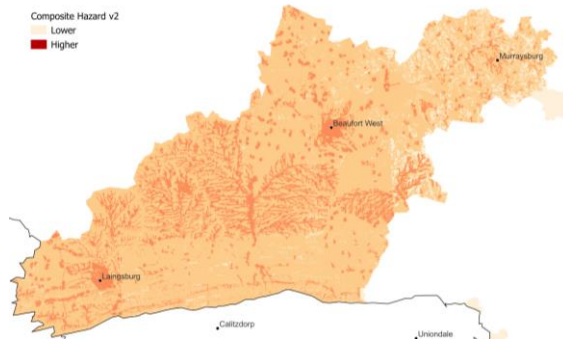 Composite Hazard v2
Lower
Higher
Murraysburg
Beaufort West
Laingsburg
Calitzdorp
Uniondale